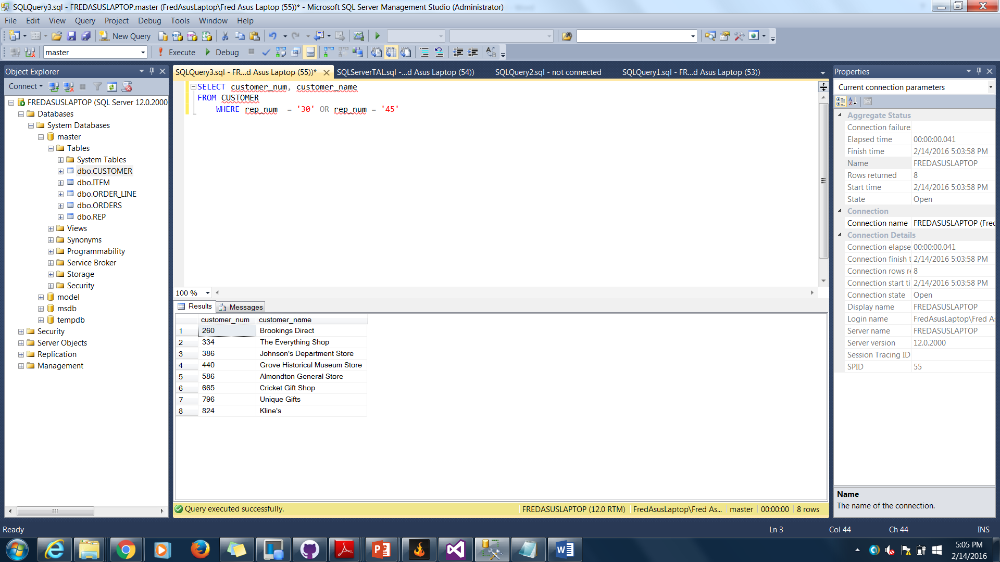 SQLQuery3.sql - FREDASUSLAPTOP.master (FredAsusLaptop\Fred Asus Laptop (55))* - Microsoft SQL Server Management Studio (Administrator)
File Edit View Query Project Debug Tools Window Help
New Query
master Execute Debug
Object Explorer
Connect
FREDASUSLAPTOP (SQL Server 12.0.2000
Databases
System Databases
master
Tables
System Tables
dbo.CUSTOMER
dbo.ITEM
dbo.ORDER_LINE
dbo.ORDERS
dbo.REP
Views
Synonyms
Programmability
Service Broker
Storage
Security
model
msdb
tempdb
Security
Server Objects
Replication
Management
SQLQuery3.sql - FR...d Asus Laptop (55))* SQLServerTAL.sql -...d Asus Laptop (54)) SQLQuery2.sql - not connected SQLQuery1.sql - FR...d Asus Laptop (53))
SELECT customer_num, customer_name
FROM CUSTOMER
WHERE rep_num = '30' OR rep_num = '45'
100 %
Results Messages
customer_num customer_name
1 260 Brookings Direct
2 334 The Everything Shop
3 386 Johnson's Department Store
4 440 Grove Historical Museum Store
5 586 Almondton General Store
6 665 Cricket Gift Shop
7 796 Unique Gifts
8 824 Kline's
Query executed successfully. FREDASUSLAPTOP (12.0 RTM) FredAsusLaptop\Fred As... master 00:00:00 8 rows
Properties
Current connection parameters
Aggregate Status
Connection failure
Elapsed time 00:00:00.041
Finish time 2/14/2016 5:03:58 PM
Name FREDASUSLAPTOP
Rows returned 8
Start time 2/14/2016 5:03:58 PM
State Open
Connection
Connection name FREDASUSLAPTOP (Fred
Connection Details
Connection elapse 00:00:00.041
Connection finish t 2/14/2016 5:03:58 PM
Connection rows re 8
Connection start ti 2/14/2016 5:03:58 PM
Connection state Open
Display name FREDASUSLAPTOP
Login name FredAsusLaptop\Fred As
Server name FREDASUSLAPTOP
Server version 12.0.2000
Session Tracing ID
SPID 55
Name
The name of the connection.
Ready Ln 3 Col 44 Ch 44 INS
5:05 PM
2/14/2016